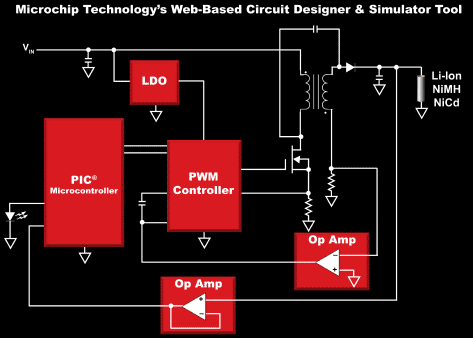 Microchip Technology's Web-Based Circuit Designer & Simulator Tool
VIN
LDO
Li-Ion
NiMH
NiCd
PIC®
Microcontroller
PWM
Controller
Op Amp
Op Amp